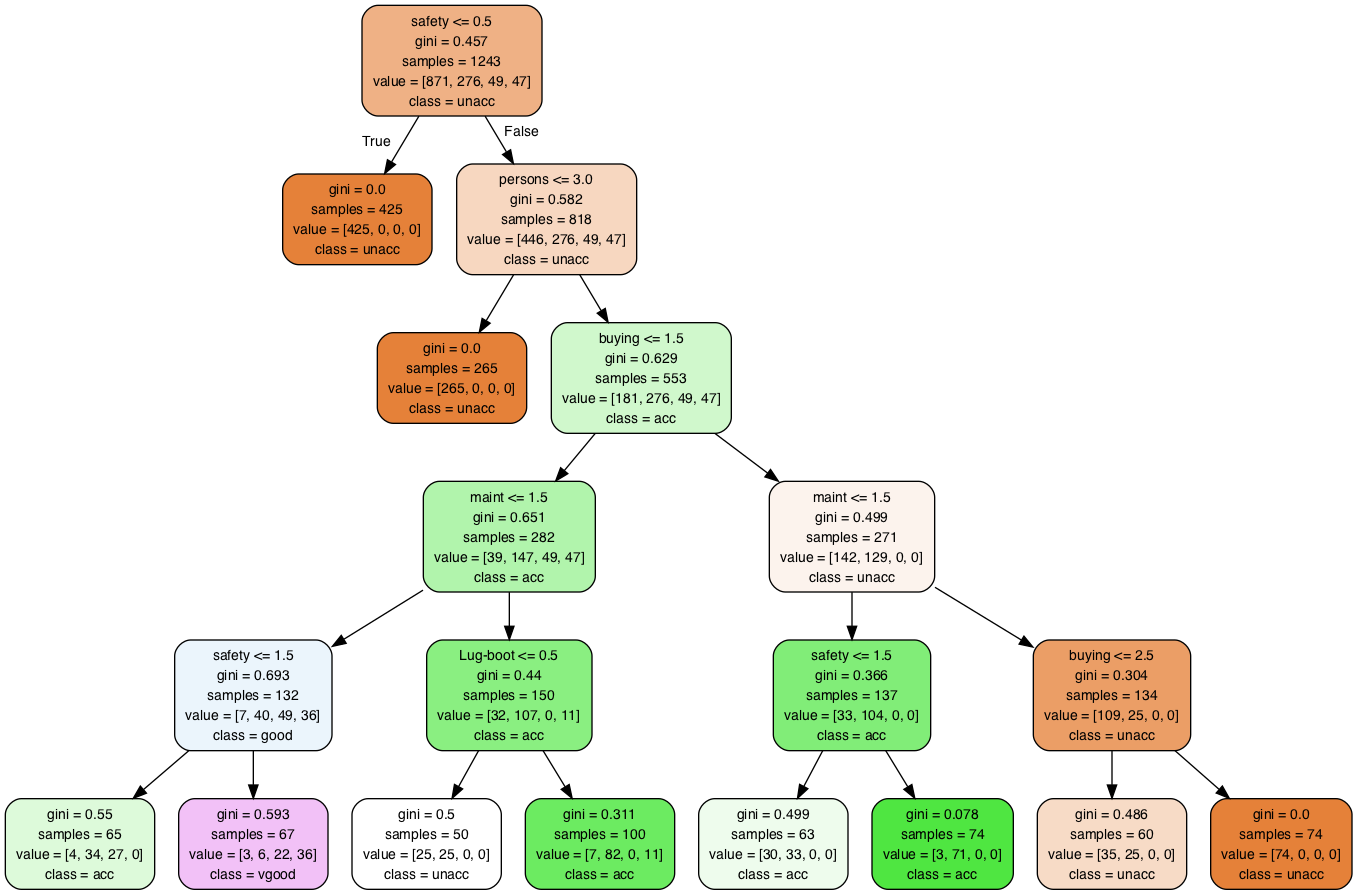 safety <= 0.5
gini = 0.457
samples = 1243
value = [871, 276, 49, 47]
class = unacc
True
False
gini = 0.0
samples = 425
value = [425, 0, 0, 0]
class = unacc
persons <= 3.0
gini = 0.582
samples = 818
value = [446, 276, 49, 47]
class = unacc
gini = 0.0
samples = 265
value = [265, 0, 0, 0]
class = unacc
buying <= 1.5
gini = 0.629
samples = 553
value = [181, 276, 49, 47]
class = acc
maint <= 1.5
gini = 0.651
samples = 282
value = [39, 147, 49, 47]
class = acc
maint <= 1.5
gini = 0.499
samples = 271
value = [142, 129, 0, 0]
class = unacc
safety <= 1.5
gini = 0.693
samples = 132
value = [7, 40, 49, 36]
class = good
Lug-boot <= 0.5
gini = 0.44
samples = 150
value = [32, 107, 0, 11]
class = acc
safety <= 1.5
gini = 0.366
samples = 137
value = [33, 104, 0, 0]
class = acc
buying <= 2.5
gini = 0.304
samples = 134
value = [109, 25, 0, 0]
class = unacc
gini = 0.55
samples = 65
value = [4, 34, 27, 0]
class = acc
gini = 0.593
samples = 67
value = [3, 6, 22, 36]
class = vgood
gini = 0.5
samples = 50
value = [25, 25, 0, 0]
class = unacc
gini = 0.311
samples = 100
value = [7, 82, 0, 11]
class = acc
gini = 0.499
samples = 63
value = [30, 33, 0, 0]
class = acc
gini = 0.078
samples = 74
value = [3, 71, 0, 0]
class = acc
gini = 0.486
samples = 60
value = [35, 25, 0, 0]
class = unacc
gini = 0.0
samples = 74
value = [74, 0, 0, 0]
class = unacc